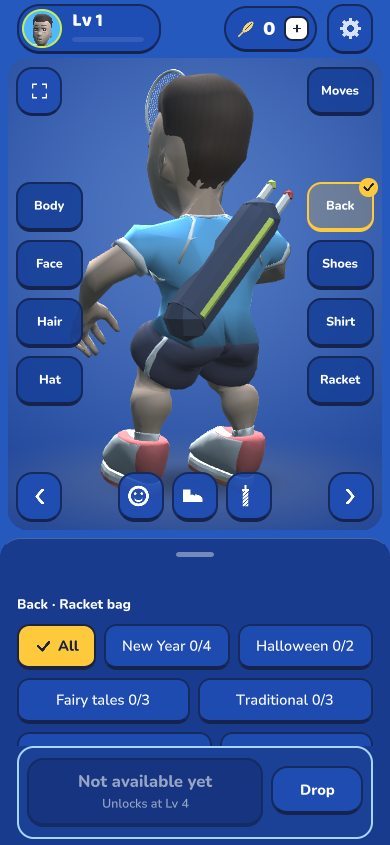 Lv 1
0
+
Moves
Body
Back
Face
Shoes
Hair
Shirt
Hat
Racket
Back · Racket bag
All
New Year 0/4
Halloween 0/2
Fairy tales 0/3
Traditional 0/3
Not available yet
Unlocks at Lv 4
Drop